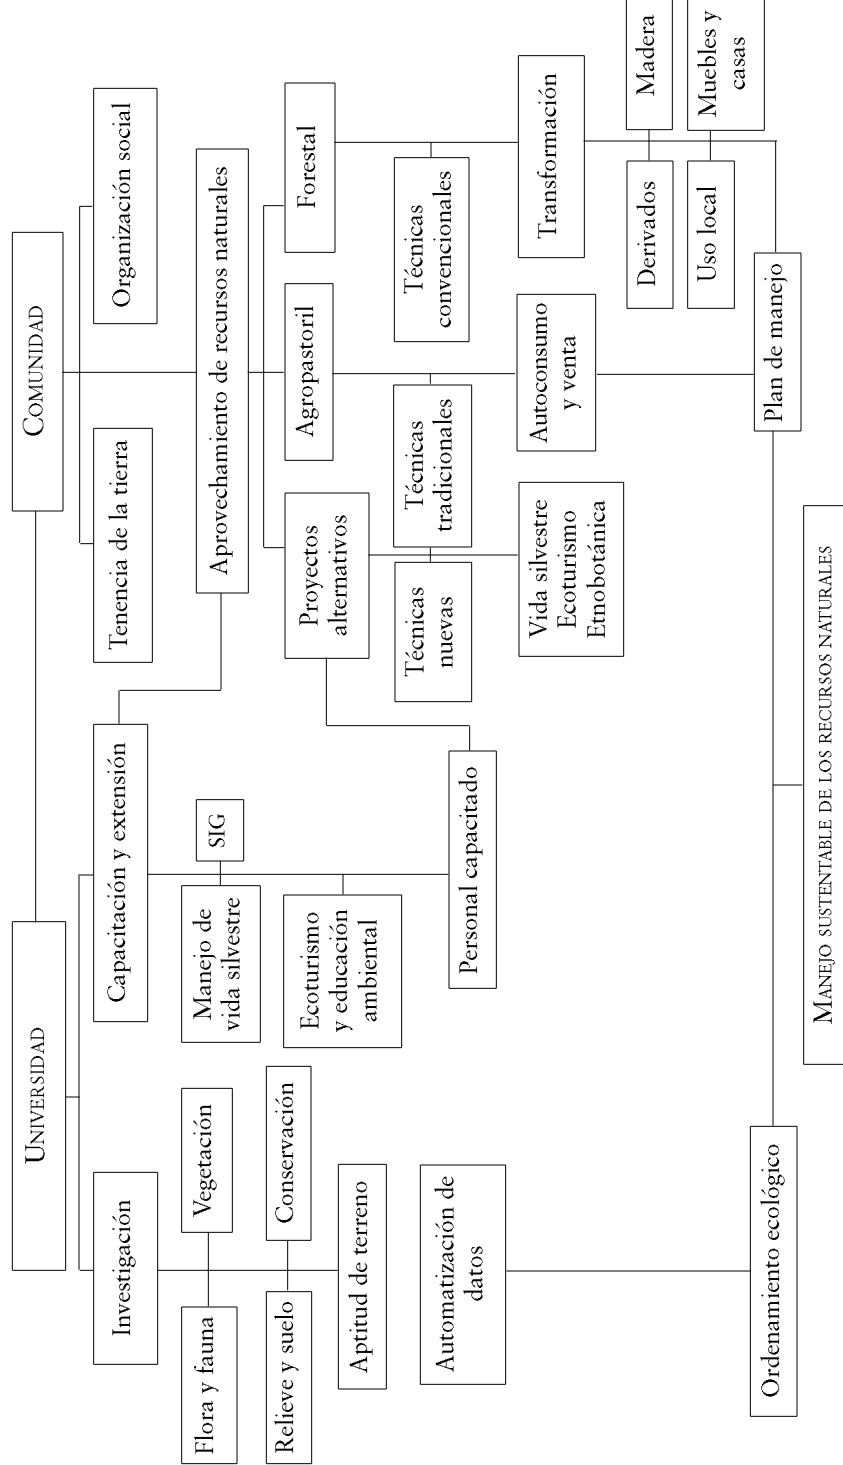 UNIVERSIDAD
COMUNIDAD
Investigación
Capacitación y extensión
Tenencia de la tierra
Organización social
Flora y fauna
Vegetación
Manejo de
vida silvestre
SIG
Aprovechamiento de recursos naturales
Relieve y suelo
Conservación
Ecoturismo
y educación
ambiental
Proyectos
alternativos
Agropastoril
Forestal
Aptitud de terreno
Técnicas
nuevas
Técnicas
tradicionales
Técnicas
convencionales
Automatización de
datos
Personal capacitado
Vida silvestre
Ecoturismo
Etnobotánica
Autoconsumo
y venta
Transformación
Derivados
Madera
Uso local
Muebles y
casas
Ordenamiento ecológico
Plan de manejo
MANEJO SUSTENTABLE DE LOS RECURSOS NATURALES